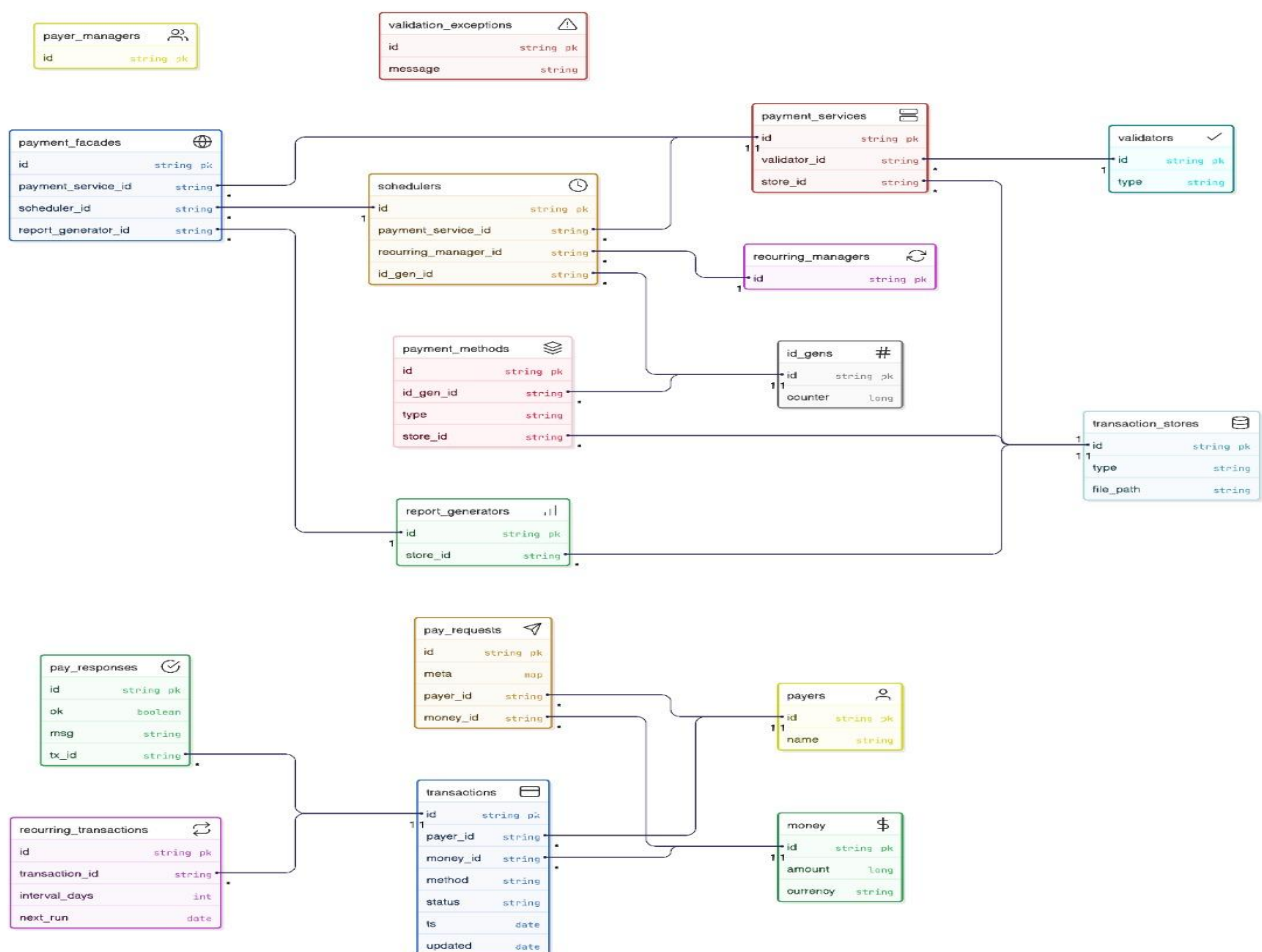 payer_managers
id string pk
validation_exceptions
id string pk
message string
payment_facades
id string pk
payment_service_id string
scheduler_id string
report_generator_id string
schedulers
id string pk
payment_service_id string
recurring_manager_id string
id_gen_id string
payment_services
id string pk
validator_id string
store_id string
validators
id string pk
type string
recurring_managers
id string pk
payment_methods
id string pk
id_gen_id string
type string
store_id string
id_gens #
id string pk
counter long
transaction_stores
id string pk
type string
file_path string
report_generators
id string pk
store_id string
pay_requests
id string pk
meta map
payer_id string
money_id string
pay_responses
id string pk
ok boolean
msg string
tx_id string
payers
id string pk
name string
transactions
id string pk
payer_id string
money_id string
method string
status string
ts date
updated date
recurring_transactions
id string pk
transaction_id string
interval_days int
next_run date
money $
id string pk
amount long
currency string